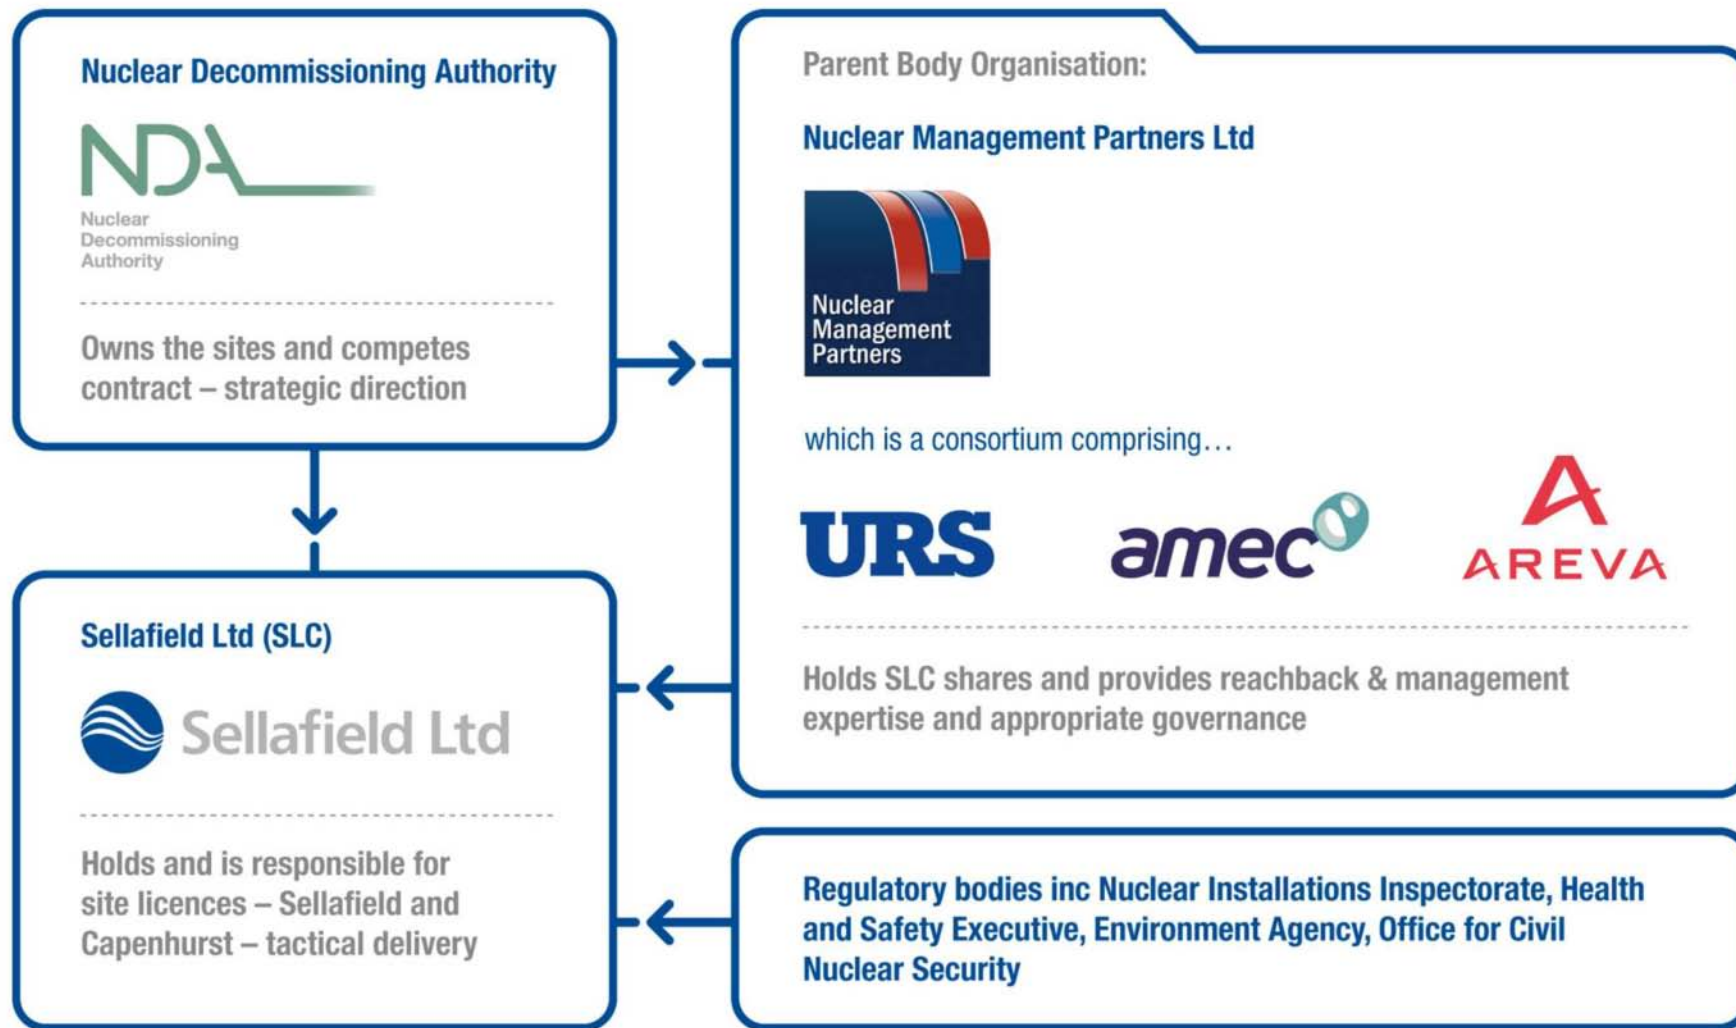 Nuclear Decommissioning Authority
NDA
Nuclear
Decommissioning
Authority
Owns the sites and competes
contract – strategic direction
Parent Body Organisation:
Nuclear Management Partners Ltd
Nuclear
Management
Partners
which is a consortium comprising…
URS
amec
AREVA
Holds SLC shares and provides reachback & management
expertise and appropriate governance
Sellafield Ltd (SLC)
Sellafield Ltd
Holds and is responsible for
site licences – Sellafield and
Capenhurst – tactical delivery
Regulatory bodies inc Nuclear Installations Inspectorate, Health
and Safety Executive, Environment Agency, Office for Civil
Nuclear Security